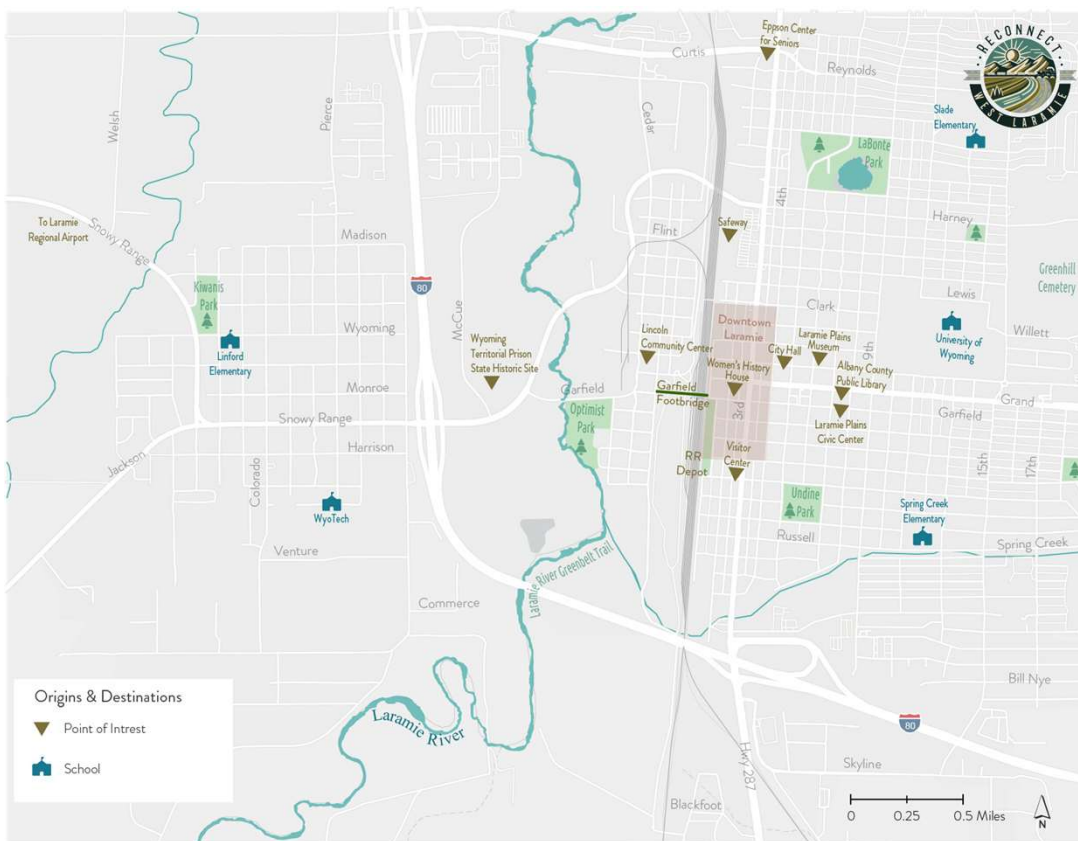 RECONNECT
WEST LARAMIE
Eppson Center
for Seniors
Curtis
Reynolds
Welsh
Pierce
Cedar
Slade
Elementary
LaBonte
Park
4th
To Laramie
Regional Airport
Snowy Range
Madison
Flint
Safeway
Harney
Kiwanis
Park
80
McCue
Greenhill
Cemetery
Lewis
Clark
Willett
Wyoming
Linford
Elementary
Wyoming
Territorial Prison
State Historic Site
Lincoln
Community Center
Downtown
Laramie
City Hall
Laramie Plains
Museum
9th
University of
Wyoming
Women's History
House
Albany County
Public Library
Monroe
Garfield
Garfield
Footbridge
3rd
Grand
Garfield
Snowy Range
Optimist
Park
Laramie Plains
Civic Center
Harrison
Jackson
Colorado
RR
Depot
Visitor
Center
15th
17th
WyoTech
Undine
Park
Spring Creek
Elementary
Russell
Spring Creek
Venture
Laramie River Greenbelt Trail
Commerce
Bill Nye
Origins & Destinations
Point of Intrest
School
Laramie River
80
Hwy 287
Skyline
Blackfoot
0 0.25 0.5 Miles
N